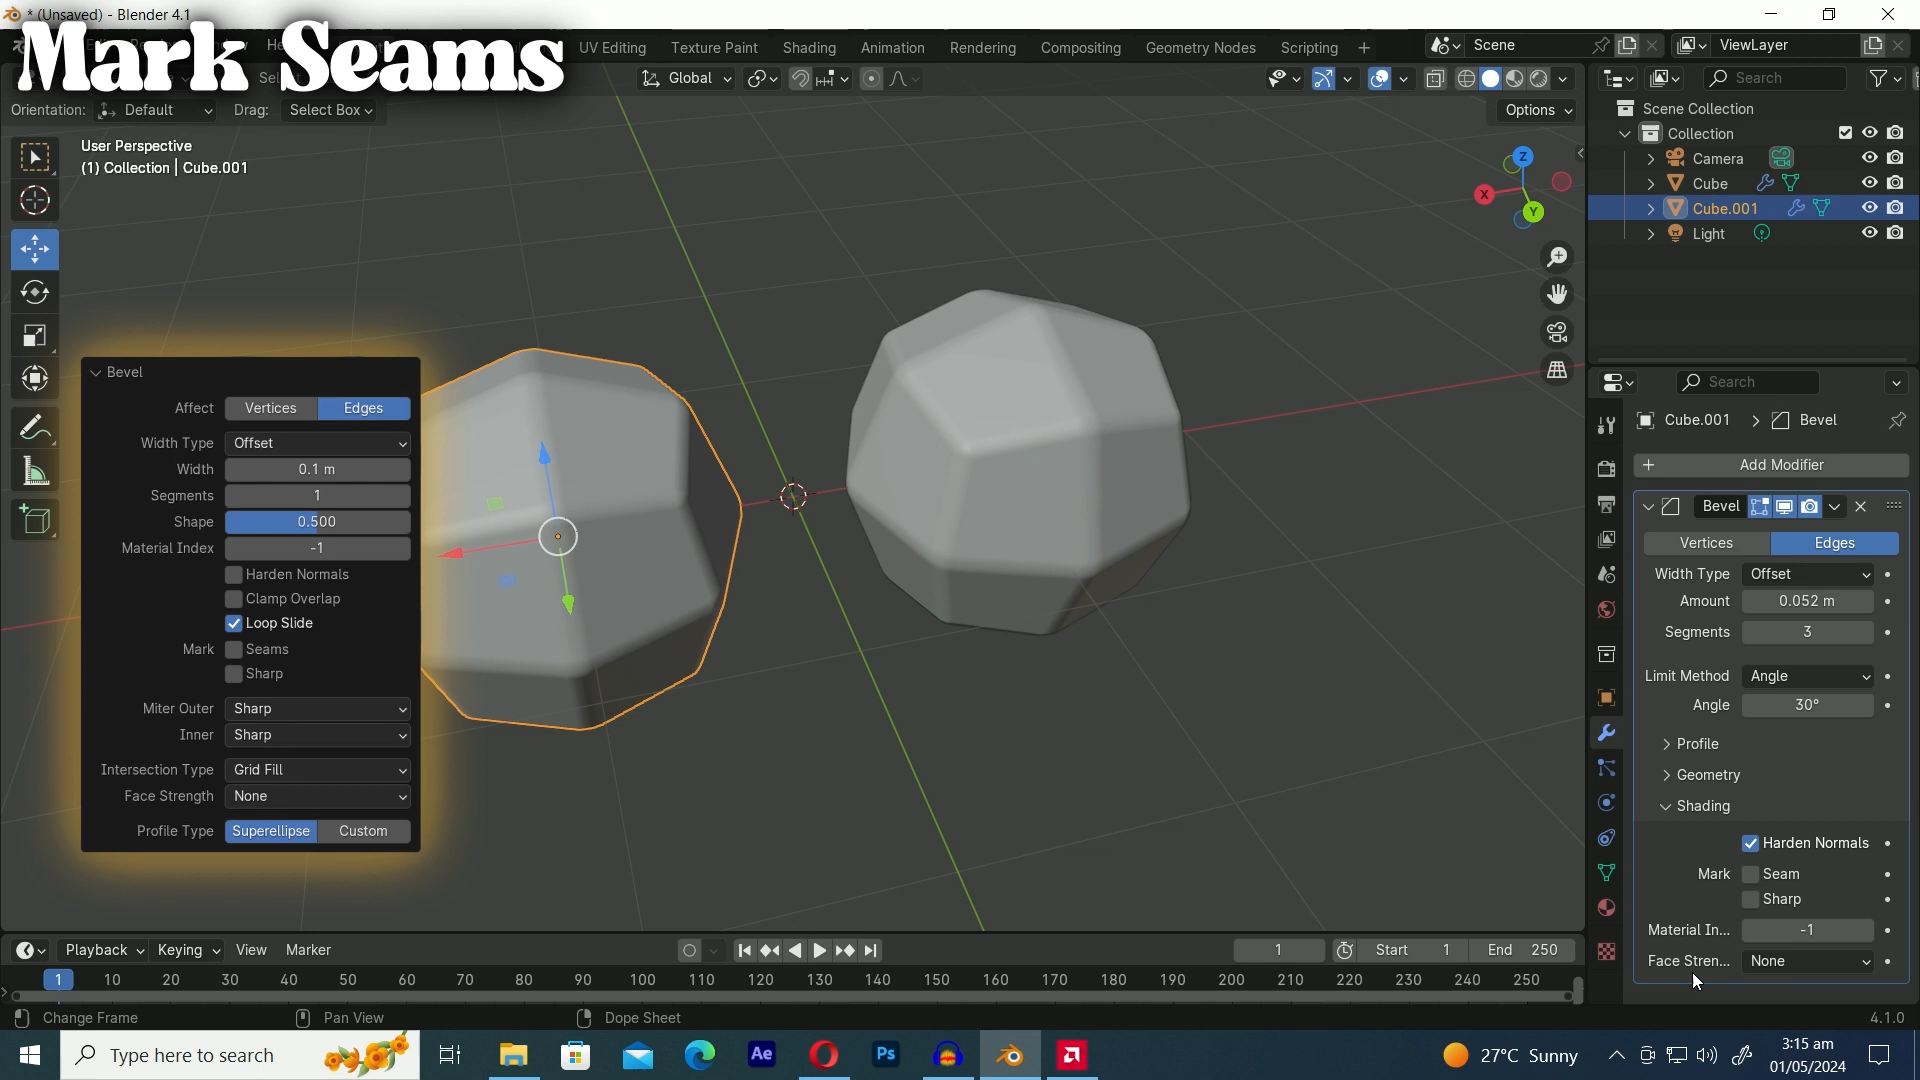 * (Unsaved) - Blender 4.1
Mark Seams
UV Editing Texture Paint Shading Animation Rendering Compositing Geometry Nodes Scripting + Scene ViewLayer
Global Search
Orientation: Default Drag: Select Box Options
User Perspective
(1) Collection | Cube.001
Scene Collection
Collection
Camera
Cube
Cube.001
Light
Z
X
Y
Bevel
Affect Vertices Edges
Width Type Offset
Width 0.1 m
Segments 1
Shape 0.500
Material Index -1
Harden Normals
Clamp Overlap
Loop Slide
Mark Seams
Sharp
Miter Outer Sharp
Inner Sharp
Intersection Type Grid Fill
Face Strength None
Profile Type Superellipse Custom
Search
Cube.001 > Bevel
+ Add Modifier
Bevel
Vertices Edges
Width Type Offset
Amount 0.052 m
Segments 3
Limit Method Angle
Angle 30°
Profile
Geometry
Shading
Harden Normals
Mark Seam
Sharp
Material In... -1
Face Stren... None
Playback Keying View Marker 1 Start 1 End 250
1 10 20 30 40 50 60 70 80 90 100 110 120 130 140 150 160 170 180 190 200 210 220 230 240 250
Change Frame Pan View Dope Sheet 4.1.0
Type here to search Ae Ps 27°C Sunny 3:15 am
01/05/2024